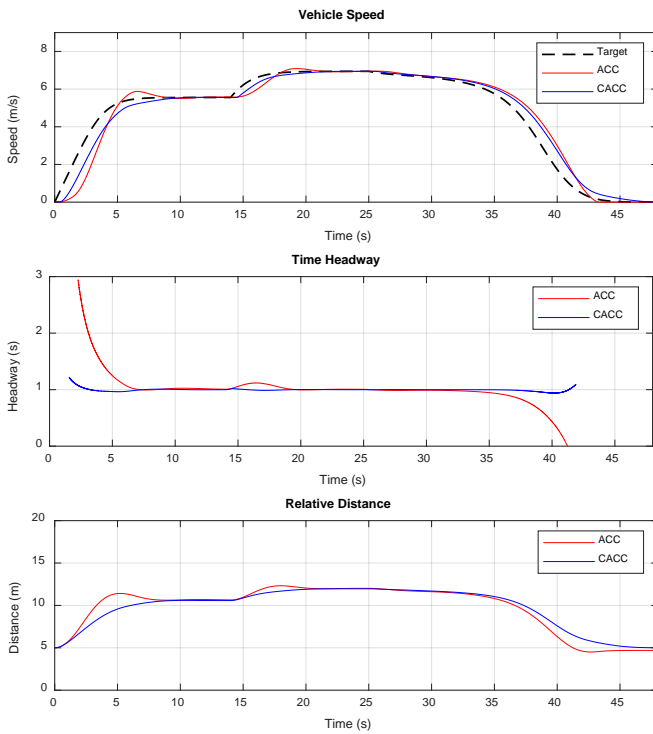 Vehicle Speed
8
6
4
2
0
Speed (m/s)
Target
ACC
CACC
0 5 10 15 20 25 30 35 40 45
Time (s)
Time Headway
3
2
1
0
Headway (s)
ACC
CACC
0 5 10 15 20 25 30 35 40 45
Time (s)
Relative Distance
20
15
10
5
0
Distance (m)
ACC
CACC
0 5 10 15 20 25 30 35 40 45
Time (s)